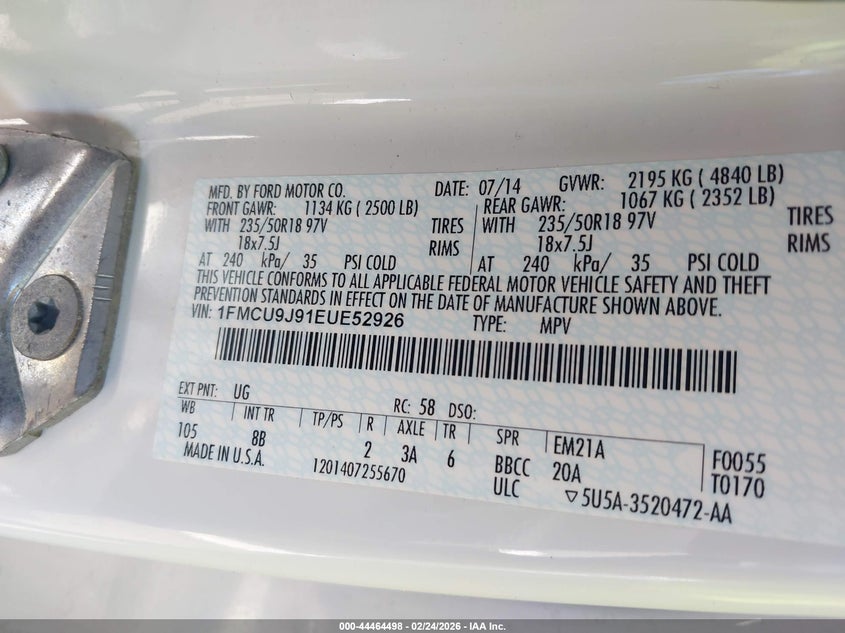 MFD. BY FORD MOTOR CO. DATE: 07/14 GVWR: 2195 KG ( 4840 LB)
FRONT GAWR: 1134 KG ( 2500 LB) REAR GAWR: 1067 KG ( 2352 LB)
WITH 235/50R18 97V TIRES WITH 235/50R18 97V TIRES
18x7.5J RIMS 18x7.5J RIMS
AT 240 kPa/ 35 PSI COLD AT 240 kPa/ 35 PSI COLD
THIS VEHICLE CONFORMS TO ALL APPLICABLE FEDERAL MOTOR VEHICLE SAFETY AND THEFT
PREVENTION STANDARDS IN EFFECT ON THE DATE OF MANUFACTURE SHOWN ABOVE.
VIN: 1FMCU9J91EUE52926 TYPE: MPV
EXT PNT: UG RC: 58 DSO:
WB INT TR TP/PS R AXLE TR SPR EM21A F0055
105 8B 2 3A 6 BBCC 20A T0170
MADE IN U.S.A. 1201407255670 ULC ▽5U5A-3520472-AA
000-44464498 - 02/24/2026 - IAA Inc.